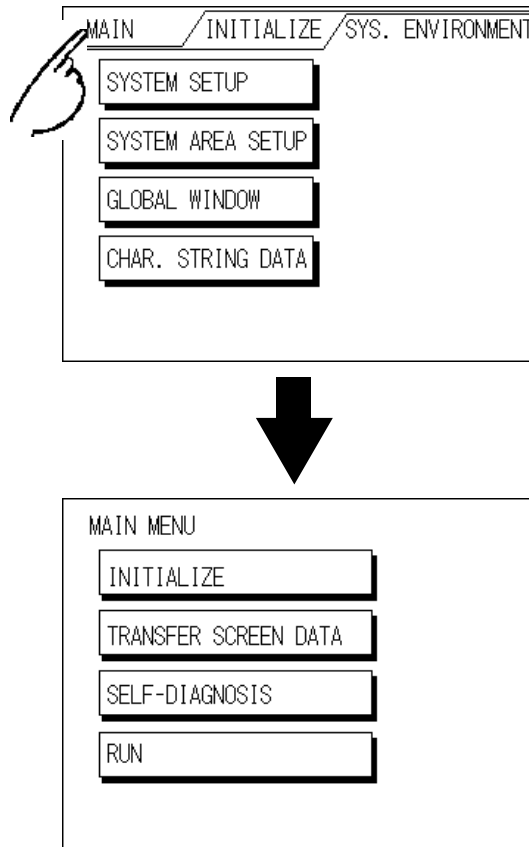 MAIN INITIALIZE SYS. ENVIRONMENT
SYSTEM SETUP
SYSTEM AREA SETUP
GLOBAL WINDOW
CHAR. STRING DATA
MAIN MENU
INITIALIZE
TRANSFER SCREEN DATA
SELF-DIAGNOSIS
RUN